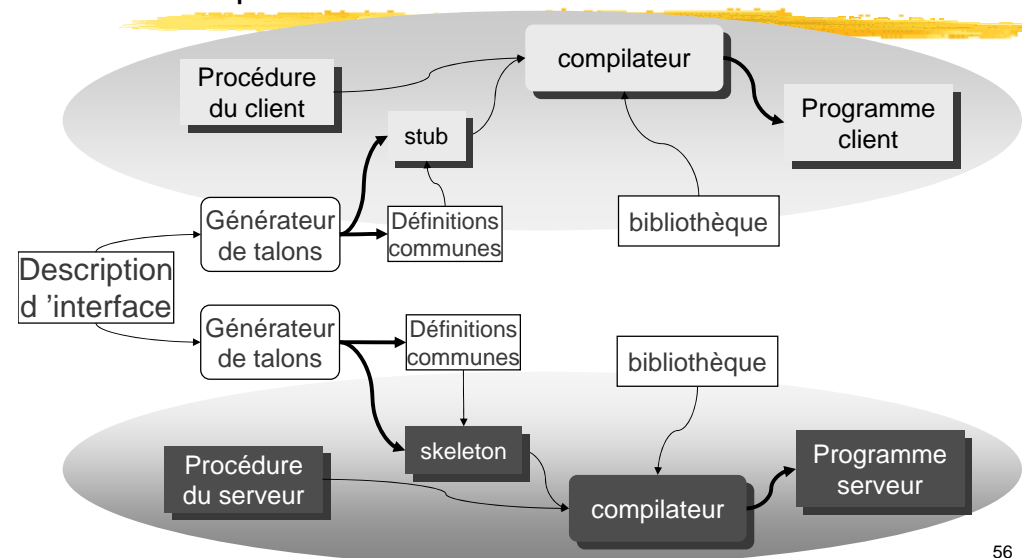 compilateur
Procédure
du client
Programme
client
stub
Générateur
de talons
Définitions
communes
bibliothèque
Description
d ’interface
Générateur
de talons
Définitions
communes
bibliothèque
skeleton
Procédure
du serveur
compilateur
Programme
serveur
56